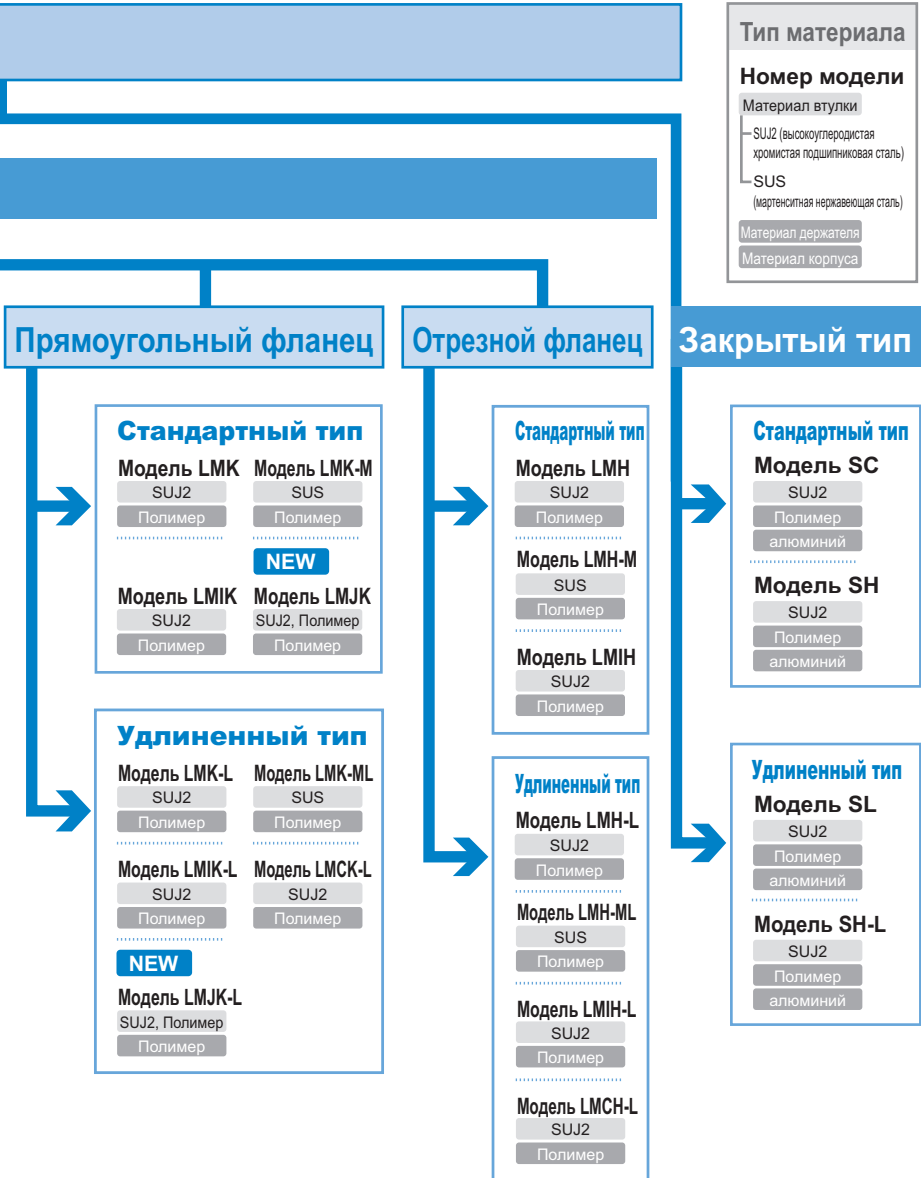 Тип материала
Номер модели
Материал втулки
SUJ2 (высокоуглеродистая
хромистая подшипниковая сталь)
SUS
(мартенситная нержавеющая сталь)
Материал держателя
Материал корпуса
Прямоугольный фланец
Стандартный тип
Модель LMK
SUJ2
Полимер
Модель LMK-M
SUS
Полимер
Модель LMIK
SUJ2
Полимер
NEW
Модель LMJK
SUJ2, Полимер
Полимер
Удлиненный тип
Модель LMK-L
SUJ2
Полимер
Модель LMK-ML
SUS
Полимер
Модель LMIK-L
SUJ2
Полимер
Модель LMCK-L
SUJ2
Полимер
NEW
Модель LMJK-L
SUJ2, Полимер
Полимер
Отрезной фланец
Стандартный тип
Модель LMH
SUJ2
Полимер
Модель LMH-M
SUS
Полимер
Модель LMIH
SUJ2
Полимер
Удлиненный тип
Модель LMH-L
SUJ2
Полимер
Модель LMH-ML
SUS
Полимер
Модель LMIH-L
SUJ2
Полимер
Модель LMCH-L
SUJ2
Полимер
Закрытый тип
Стандартный тип
Модель SC
SUJ2
Полимер
алюминий
Модель SH
SUJ2
Полимер
алюминий
Удлиненный тип
Модель SL
SUJ2
Полимер
алюминий
Модель SH-L
SUJ2
Полимер
алюминий